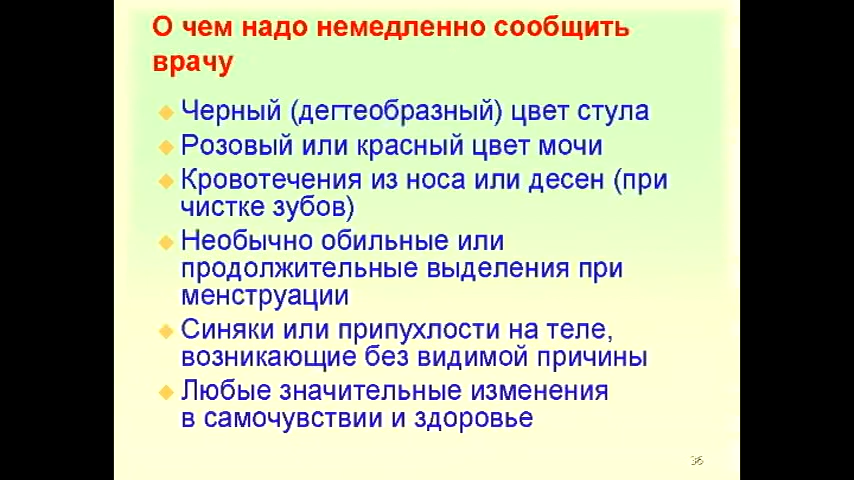 О чем надо немедленно сообщить
врачу
Черный (дегтеобразный) цвет стула
Розовый или красный цвет мочи
Кровотечения из носа или десен (при
чистке зубов)
Необычно обильные или
продолжительные выделения при
менструации
Синяки или припухлости на теле,
возникающие без видимой причины
Любые значительные изменения
в самочувствии и здоровье
36